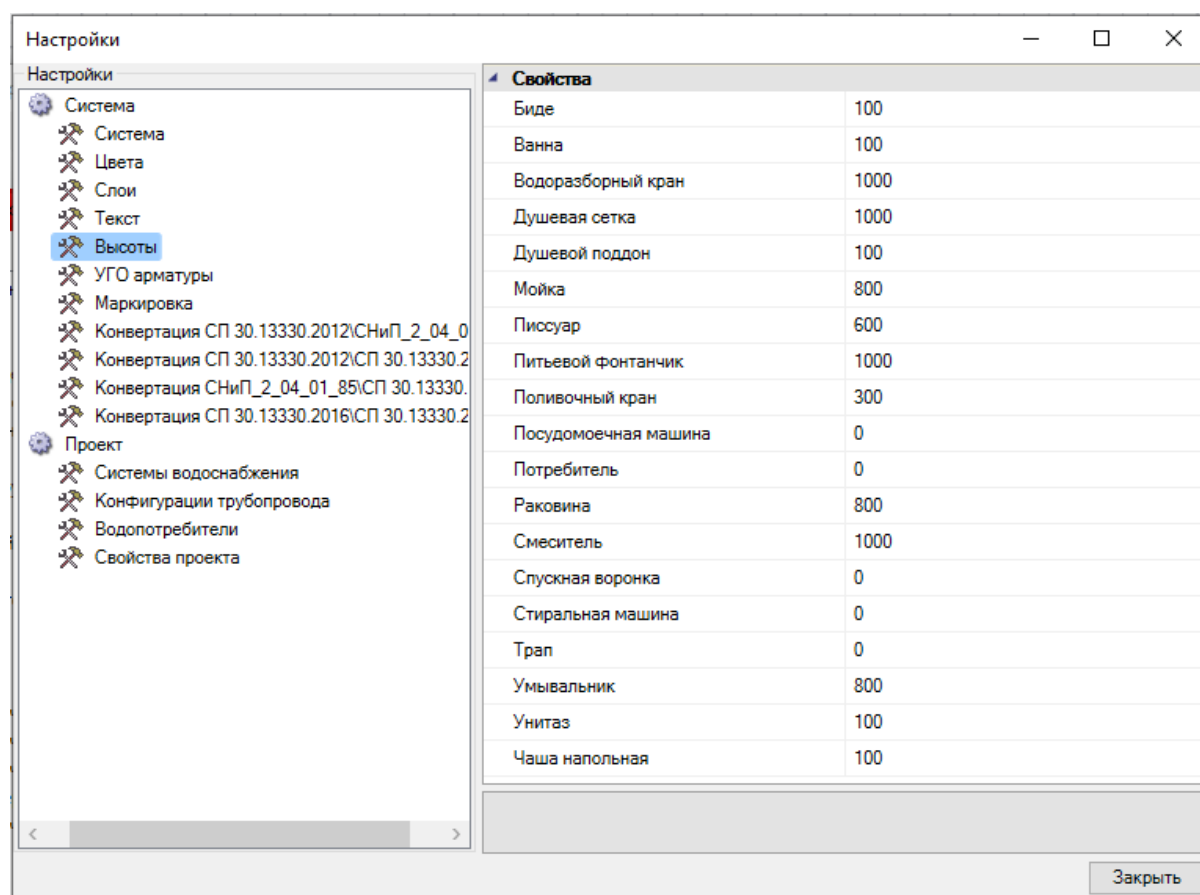 Настройки
Настройки
Система
Система
Цвета
Слои
Текст
Высоты
УГО арматуры
Маркировка
Конвертация СП 30.13330.2012\СНиП_2_04_0
Конвертация СП 30.13330.2012\СП 30.13330.2
Конвертация СНиП_2_04_01_85\СП 30.13330.
Конвертация СП 30.13330.2016\СП 30.13330.2
Проект
Системы водоснабжения
Конфигурации трубопровода
Водопотребители
Свойства проекта
Свойства
Биде 100
Ванна 100
Водоразборный кран 1000
Душевая сетка 1000
Душевой поддон 100
Мойка 800
Писсуар 600
Питьевой фонтанчик 1000
Поливочный кран 300
Посудомоечная машина 0
Потребитель 0
Раковина 800
Смеситель 1000
Спускная воронка 0
Стиральная машина 0
Трап 0
Умывальник 800
Унитаз 100
Чаша напольная 100
Закрыть